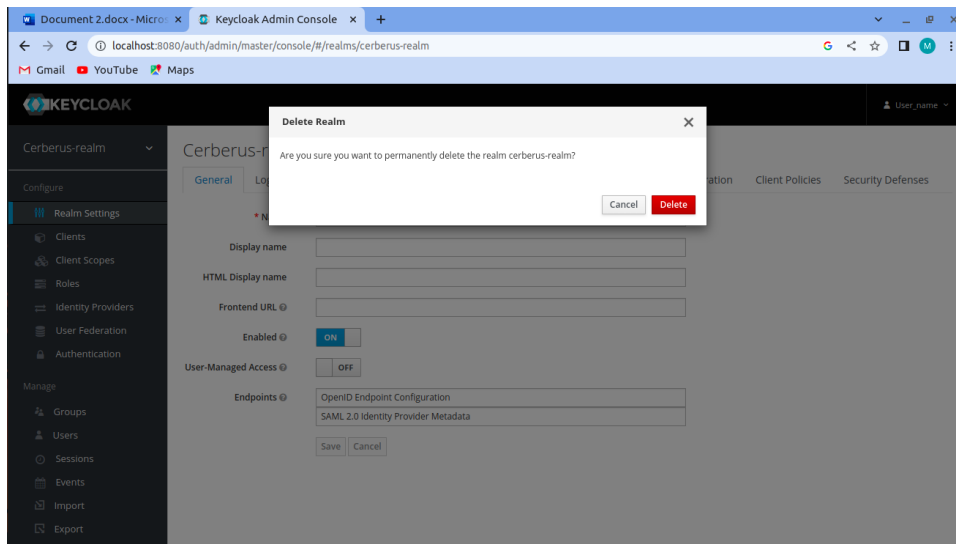 Document 2.docx - Micros
Keycloak Admin Console
localhost:8080/auth/admin/master/console/#/realms/cerberus-realm
G
M
Gmail
YouTube
Maps
KEYCLOAK
User_name
Delete Realm
Are you sure you want to permanently delete the realm cerberus-realm?
Cancel
Delete
Cerberus-realm
Configure
Realm Settings
Clients
Client Scopes
Roles
Identity Providers
User Federation
Authentication
Manage
Groups
Users
Sessions
Events
Import
Export
Cerberus-r
General
Log
ration
Client Policies
Security Defenses
* N
Display name
HTML Display name
Frontend URL
Enabled
ON
User-Managed Access
OFF
Endpoints
OpenID Endpoint Configuration
SAML 2.0 Identity Provider Metadata
Save
Cancel